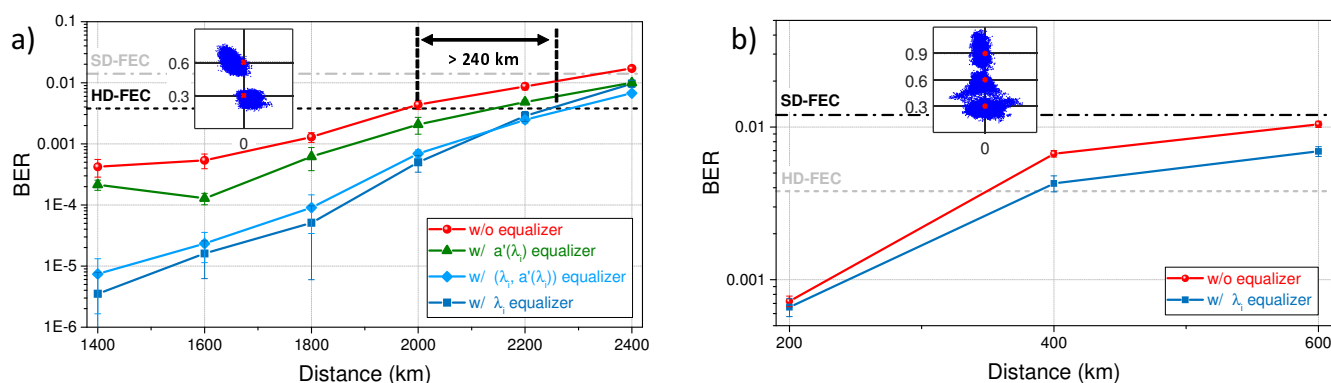 a)
0.1
0.01
0.001
1E-4
1E-5
1E-6
BER
SD-FEC
HD-FEC
0.6
0.3
0
> 240 km
w/o equalizer
w/ a'(λᵢ) equalizer
w/ (λᵢ, a'(λᵢ)) equalizer
w/ λᵢ equalizer
1400 1600 1800 2000 2200 2400
Distance (km)
b)
0.01
0.001
BER
SD-FEC
HD-FEC
0.9
0.6
0.3
0
w/o equalizer
w/ λᵢ equalizer
200 400 600
Distance (km)